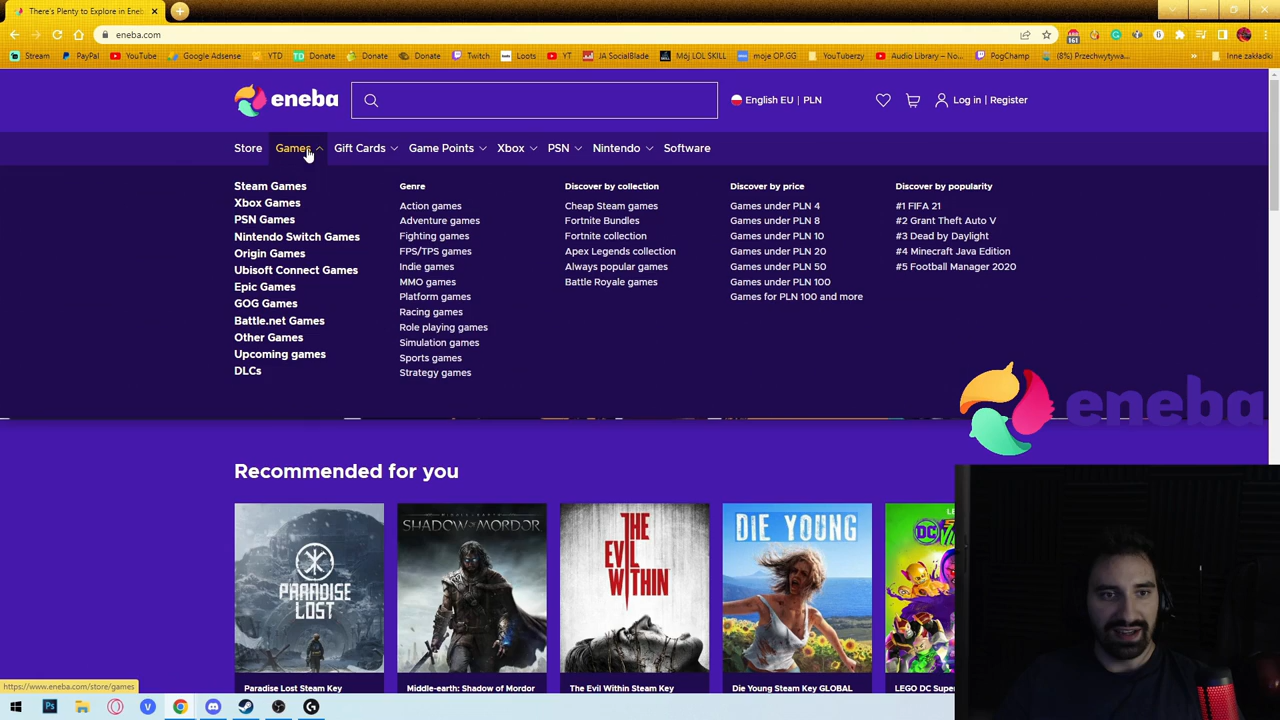 There's Plenty to Explore in Eneb
eneba.com
Stream
PayPal
YouTube
Google Adsense
YTD
Donate
Donate
Donate
Twitch
Loots
YT
JA SocialBlade
Mój LOL SKILL
moje OP.GG
YouTuberzy
Audio Library – No...
PogChamp
(8%) Przechwytywa...
»
Inne zakładki
eneba
English EU | PLN
Log in | Register
Store
Games
Gift Cards
Game Points
Xbox
PSN
Nintendo
Software
Steam Games
Xbox Games
PSN Games
Nintendo Switch Games
Origin Games
Ubisoft Connect Games
Epic Games
GOG Games
Battle.net Games
Other Games
Upcoming games
DLCs
Genre
Action games
Adventure games
Fighting games
FPS/TPS games
Indie games
MMO games
Platform games
Racing games
Role playing games
Simulation games
Sports games
Strategy games
Discover by collection
Cheap Steam games
Fortnite Bundles
Fortnite collection
Apex Legends collection
Always popular games
Battle Royale games
Discover by price
Games under PLN 4
Games under PLN 8
Games under PLN 10
Games under PLN 20
Games under PLN 50
Games under PLN 100
Games for PLN 100 and more
Discover by popularity
#1 FIFA 21
#2 Grant Theft Auto V
#3 Dead by Daylight
#4 Minecraft Java Edition
#5 Football Manager 2020
eneba
Recommended for you
PARADISE
LOST
SHADOW OF MORDOR
THE
EVIL
WITHIN
DIE YOUNG
DC
Paradise Lost Steam Key
Middle-earth: Shadow of Mordor
The Evil Within Steam Key
Die Young Steam Key GLOBAL
LEGO DC Super
https://www.eneba.com/store/games